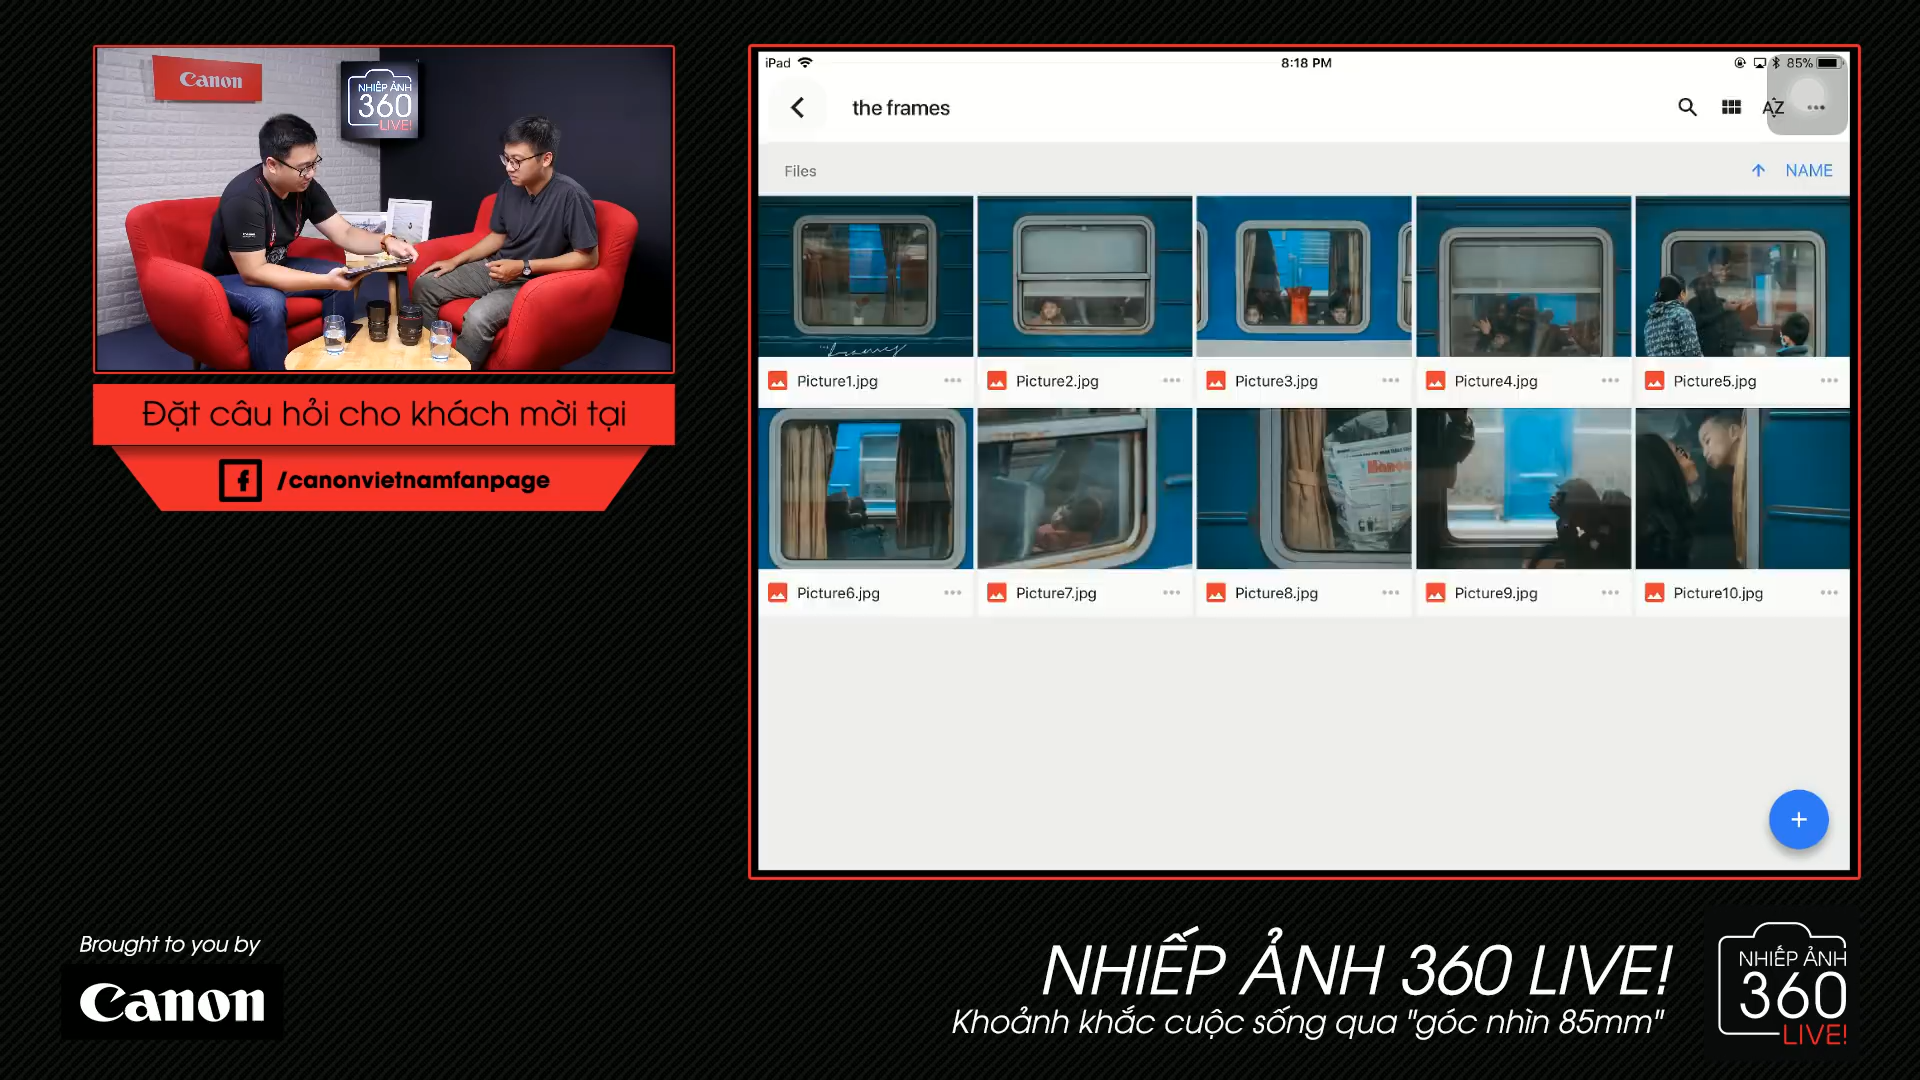 Canon
NHIẾP ẢNH
360
LIVE!
Đặt câu hỏi cho khách mời tại
f /canonvietnamfanpage
iPad
8:18 PM
85%
the frames
AZ
Files
NAME
frames
Picture1.jpg
Picture2.jpg
Picture3.jpg
Picture4.jpg
Picture5.jpg
Picture6.jpg
Picture7.jpg
Picture8.jpg
Picture9.jpg
Picture10.jpg
Brought to you by
Canon
NHIẾP ẢNH 360 LIVE!
Khoảnh khắc cuộc sống qua "góc nhìn 85mm"
NHIẾP ẢNH
360
LIVE!